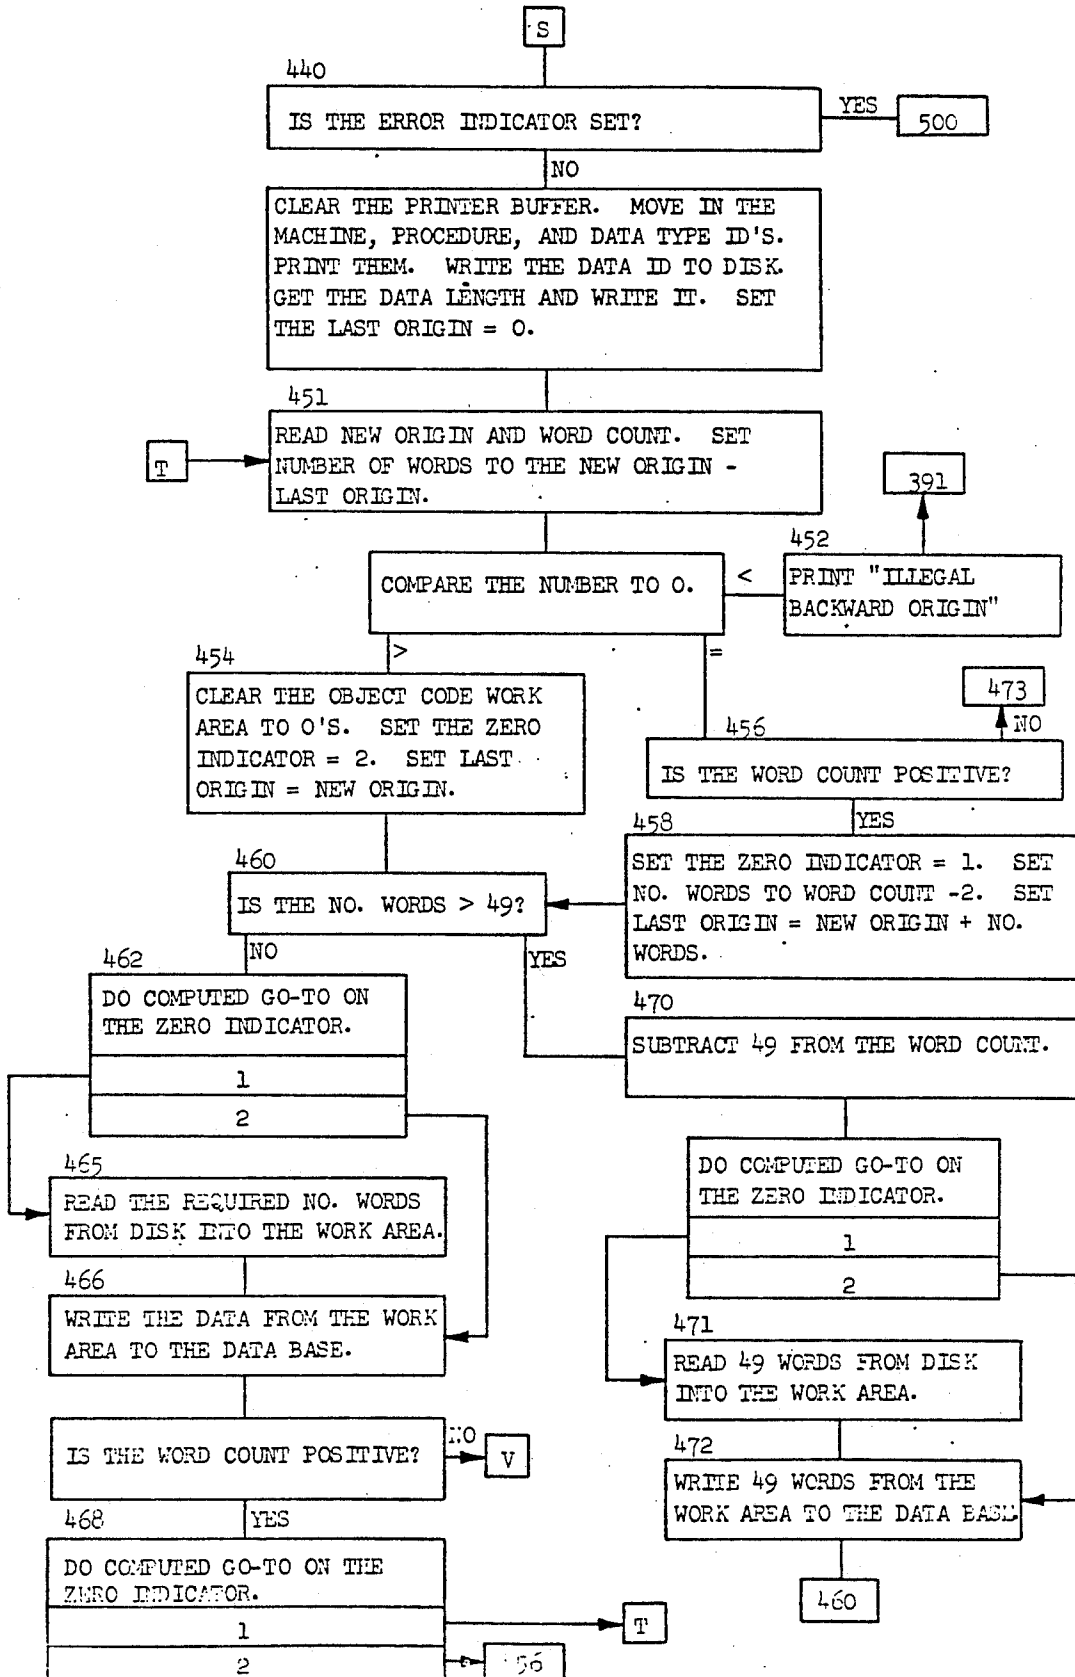 S
440
IS THE ERROR INDICATOR SET?
YES
500
NO
CLEAR THE PRINTER BUFFER. MOVE IN THE
MACHINE, PROCEDURE, AND DATA TYPE ID'S.
PRINT THEM. WRITE THE DATA ID TO DISK.
GET THE DATA LENGTH AND WRITE IT. SET
THE LAST ORIGIN = 0.
451
READ NEW ORIGIN AND WORD COUNT. SET
NUMBER OF WORDS TO THE NEW ORIGIN -
LAST ORIGIN.
T
391
452
PRINT "ILLEGAL
BACKWARD ORIGIN"
<
COMPARE THE NUMBER TO 0.
>
=
454
CLEAR THE OBJECT CODE WORK
AREA TO 0'S. SET THE ZERO
INDICATOR = 2. SET LAST
ORIGIN = NEW ORIGIN.
473
NO
456
IS THE WORD COUNT POSITIVE?
YES
458
SET THE ZERO INDICATOR = 1. SET
NO. WORDS TO WORD COUNT -2. SET
LAST ORIGIN = NEW ORIGIN + NO.
WORDS.
460
IS THE NO. WORDS > 49?
NO
YES
462
DO COMPUTED GO-TO ON
THE ZERO INDICATOR.
1
2
470
SUBTRACT 49 FROM THE WORD COUNT.
DO COMPUTED GO-TO ON
THE ZERO INDICATOR.
1
2
465
READ THE REQUIRED NO. WORDS
FROM DISK INTO THE WORK AREA.
466
WRITE THE DATA FROM THE WORK
AREA TO THE DATA BASE.
471
READ 49 WORDS FROM DISK
INTO THE WORK AREA.
472
WRITE 49 WORDS FROM THE
WORK AREA TO THE DATA BASE.
460
IS THE WORD COUNT POSITIVE?
NO
V
YES
468
DO COMPUTED GO-TO ON THE
ZERO INDICATOR.
1
T
2
56